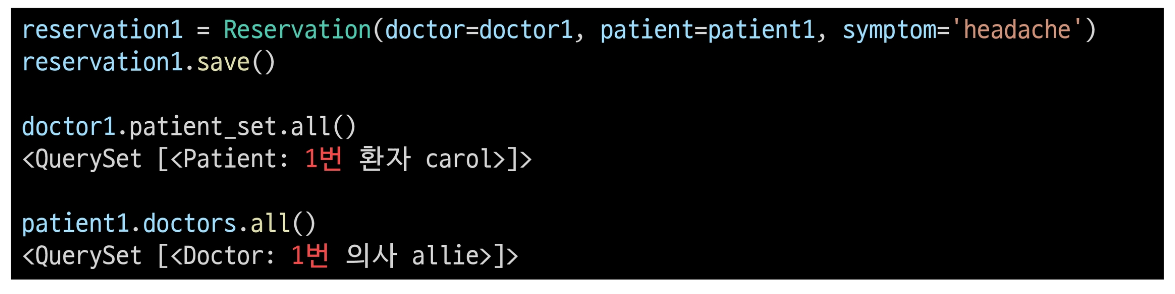 reservation1 = Reservation(doctor=doctor1, patient=patient1, symptom='headache')
reservation1.save()
doctor1.patient_set.all()
<QuerySet [<Patient: 1번 환자 carol>]>
patient1.doctors.all()
<QuerySet [<Doctor: 1번 의사 allie>]>